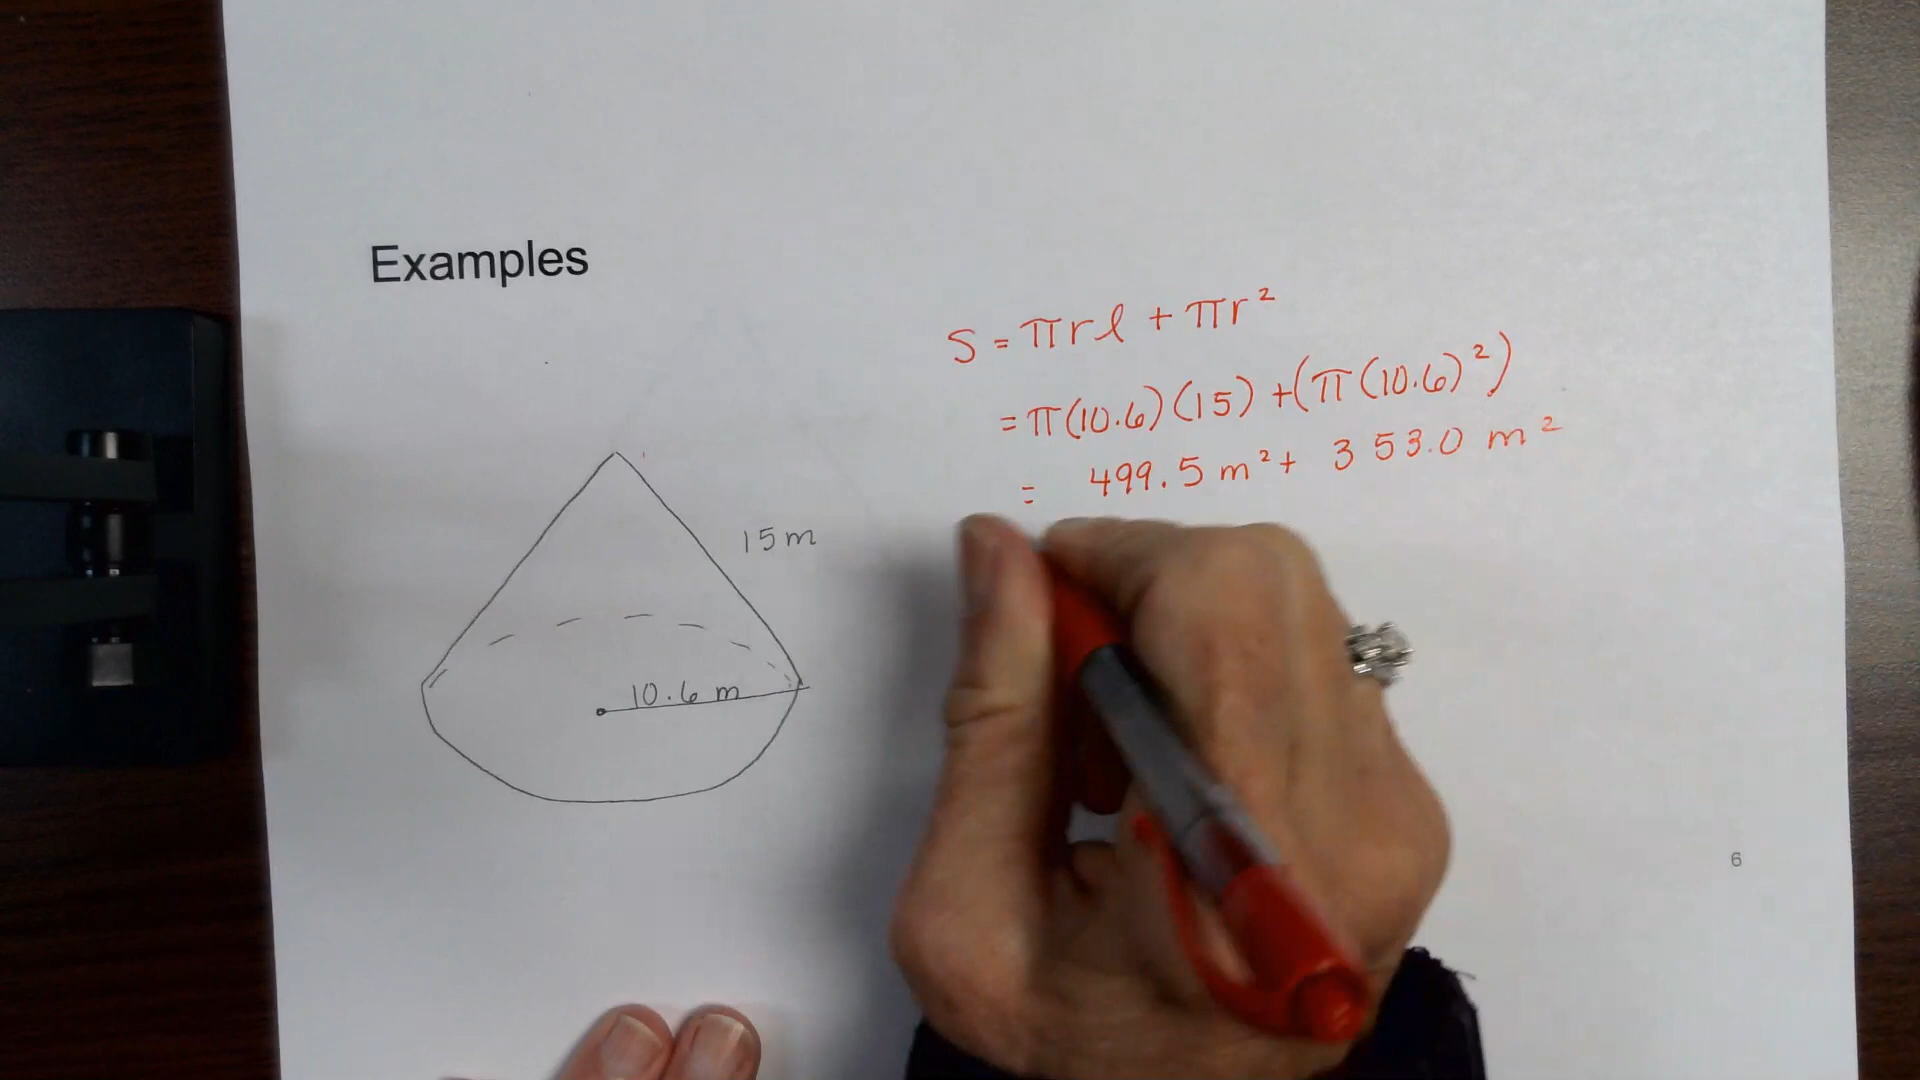 Examples
S = πrℓ + πr²
= π(10.6)(15) + (π(10.6)²)
= 499.5 m² + 353.0 m²
15 m
10.6 m
6